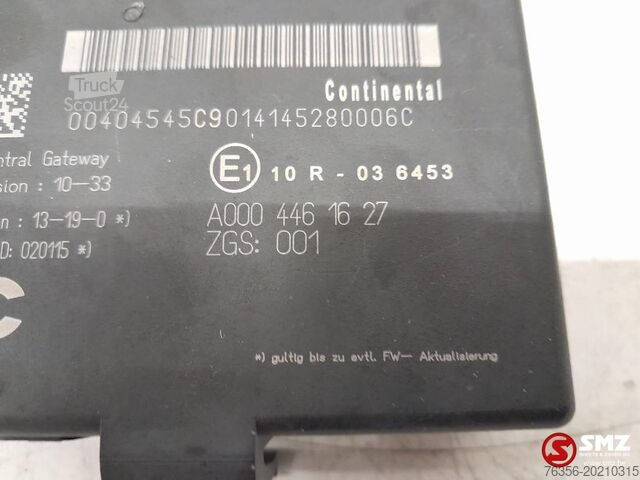 Truck
Scout24
Continental
00404545C9014145280006C
ntral Gateway
sion : 10-33
n : 13-19-0 *)
D: 020115 *)
E1 10 R - 03 6453
A000 446 16 27
ZGS: 001
C
*) gultig bis zu evtl. FW- Aktualisierung
SMZ
76356-20210315